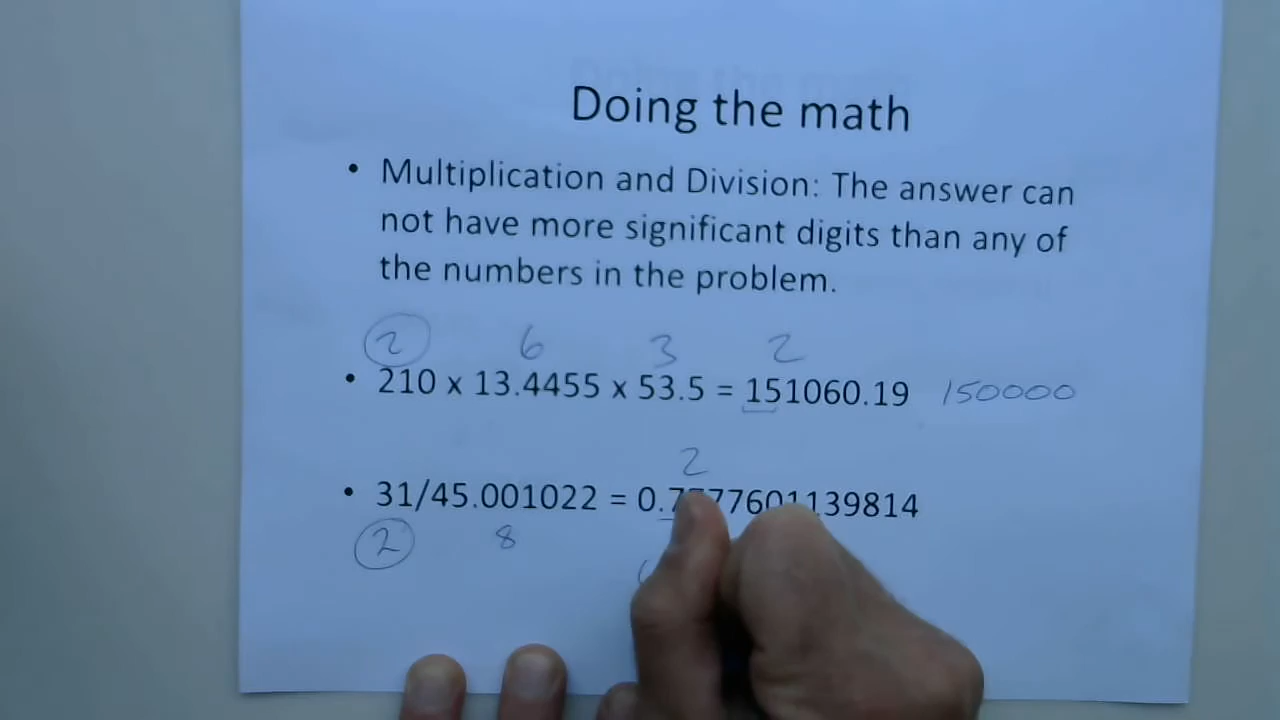 Doing the math
• Multiplication and Division: The answer can
not have more significant digits than any of
the numbers in the problem.
2 6 3 2
• 210 x 13.4455 x 53.5 = 151060.19 150000
2
• 31/45.001022 =
2 8